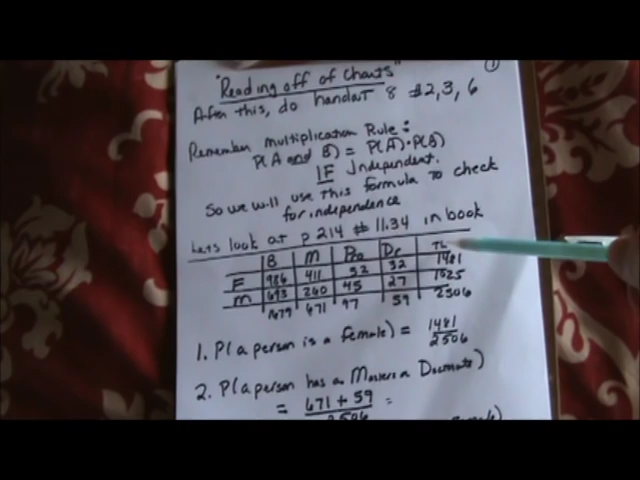 ①
"Reading off of Charts"
After this, do handout 8 #2, 3, 6
Remember multiplication Rule:
P(A and B) = P(A)·P(B)
IF Independent.
So we will use this formula to check
for independence
Lets look at p 214 #11.34 in book
B M Pro Dr TL
F 986 411 52 32 1481
M 693 260 45 27 1025
1679 671 97 59 2506
1. P(a person is a female) = 1481
2506
2. P(a person has a Masters a Doctorate)
= 671 + 59 =
2506